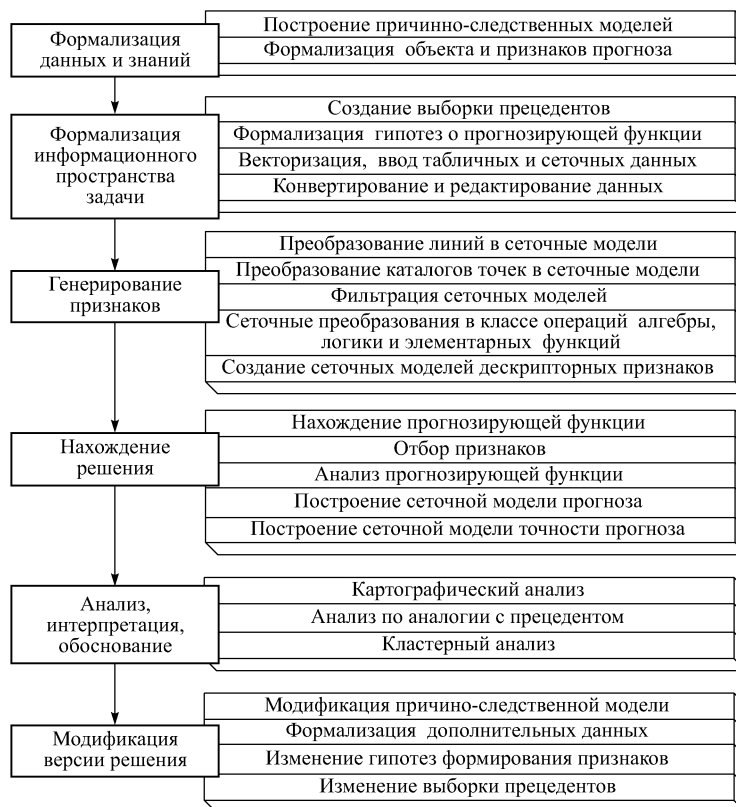 Формализация
данных и знаний
Построение причинно-следственных моделей
Формализация объекта и признаков прогноза
Формализация
информационного
пространства
задачи
Создание выборки прецедентов
Формализация гипотез о прогнозирующей функции
Векторизация, ввод табличных и сеточных данных
Конвертирование и редактирование данных
Генерирование
признаков
Преобразование линий в сеточные модели
Преобразование каталогов точек в сеточные модели
Фильтрация сеточных моделей
Сеточные преобразования в классе операций алгебры,
логики и элементарных функций
Создание сеточных моделей дескрипторных признаков
Нахождение
решения
Нахождение прогнозирующей функции
Отбор признаков
Анализ прогнозирующей функции
Построение сеточной модели прогноза
Построение сеточной модели точности прогноза
Анализ,
интерпретация,
обоснование
Картографический анализ
Анализ по аналогии с прецедентом
Кластерный анализ
Модификация
версии решения
Модификация причино-следственной модели
Формализация дополнительных данных
Изменение гипотез формирования признаков
Изменение выборки прецедентов